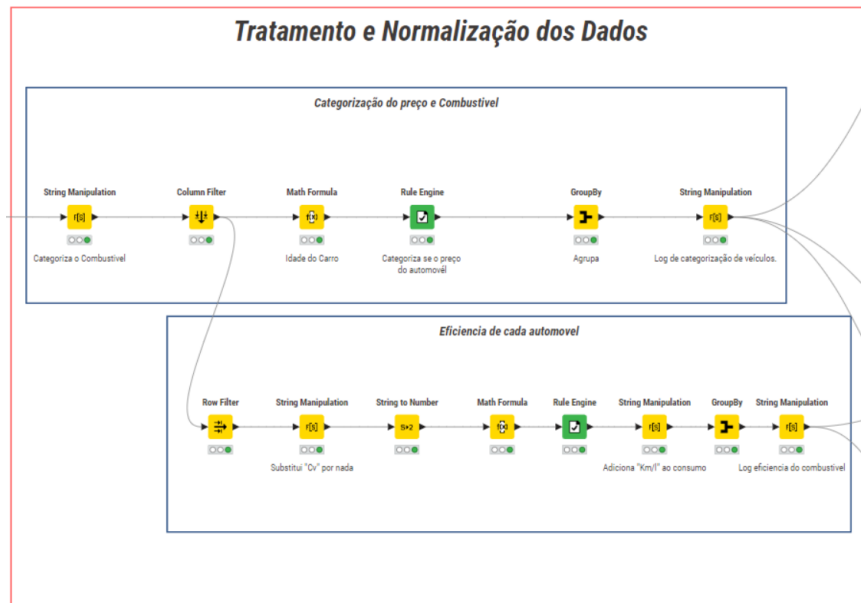 Tratamento e Normalização dos Dados
Categorização do preço e Combustivel
String Manipulation
Column Filter
Math Formula
Rule Engine
GroupBy
String Manipulation
Categoriza o Combustivel
Idade do Carro
Categoriza se o preço
do automovél
Agrupa
Log de categorização de veículos.
Eficiencia de cada automovel
Row Filter
String Manipulation
String to Number
Math Formula
Rule Engine
String Manipulation
GroupBy
String Manipulation
Substitui "Cv" por nada
Adiciona "Km/l" ao consumo
Log eficiencia do combustivel